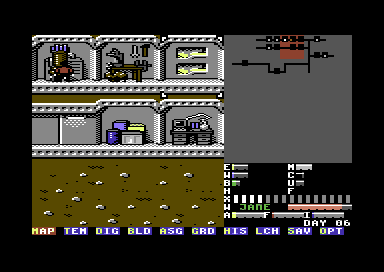 E M
W C
B U
H F
X
W JANE
A F I
DAY 06
MAP TEM DIG BLD ASG GRD HIS LCH SAV OPT